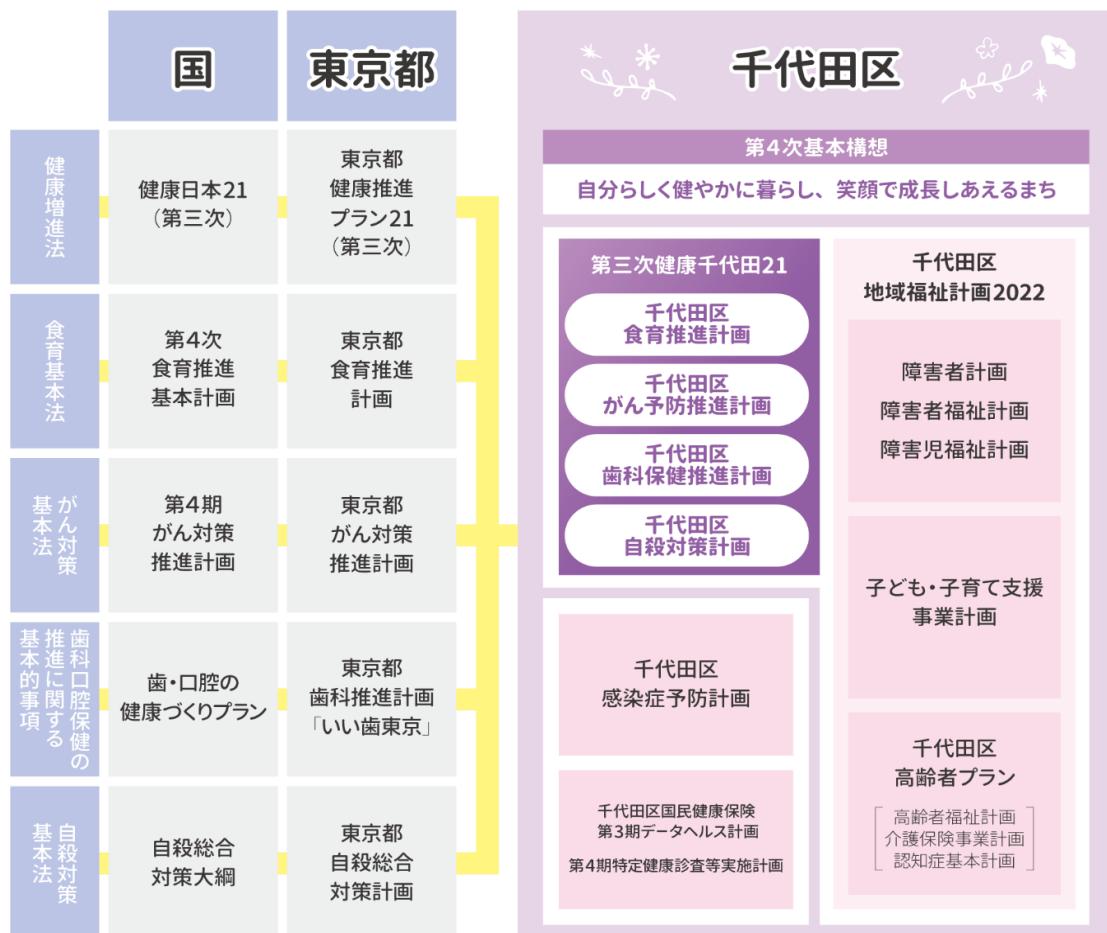 国
東京都
千代田区
健康増進法
健康日本21
（第三次）
東京都
健康推進
プラン21
（第三次）
食育基本法
第4次
食育推進
基本計画
東京都
食育推進
計画
がん対策
基本法
第4期
がん対策
推進計画
東京都
がん対策
推進計画
歯科口腔保健の
推進に関する
基本的事項
歯・口腔の
健康づくりプラン
東京都
歯科推進計画
「いい歯東京」
自殺対策
基本法
自殺総合
対策大綱
東京都
自殺総合
対策計画
第4次基本構想
自分らしく健やかに暮らし、笑顔で成長しあえるまち
第三次健康千代田21
千代田区
食育推進計画
千代田区
がん予防推進計画
千代田区
歯科保健推進計画
千代田区
自殺対策計画
千代田区
感染症予防計画
千代田区国民健康保険
第3期データヘルス計画
第4期特定健康診査等実施計画
千代田区
地域福祉計画2022
障害者計画
障害者福祉計画
障害児福祉計画
子ども・子育て支援
事業計画
千代田区
高齢者プラン
高齢者福祉計画
介護保険事業計画
認知症基本計画